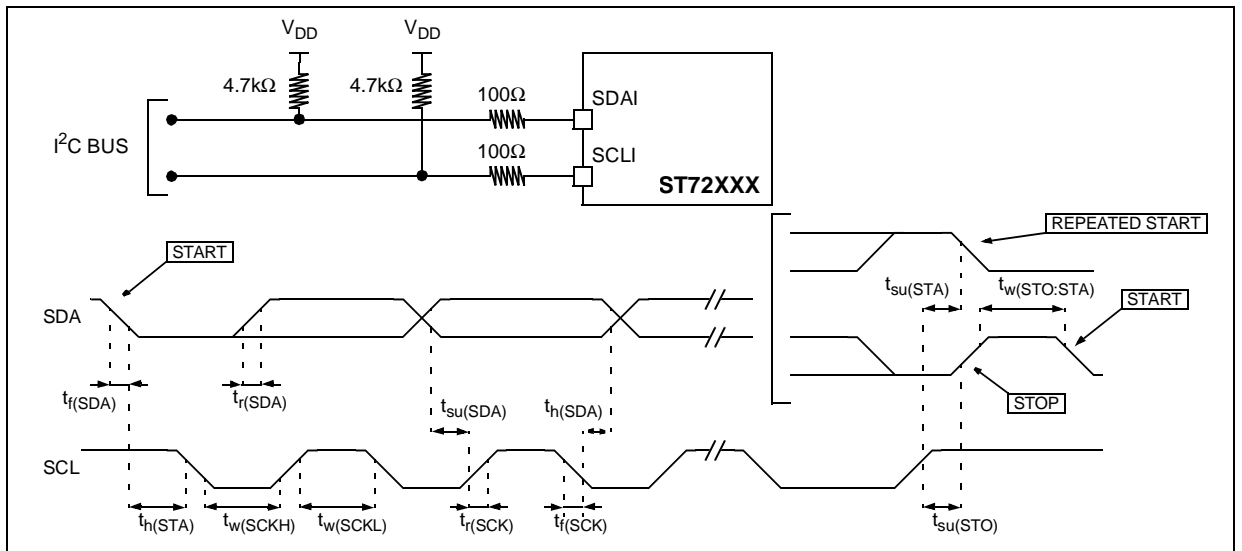 V_DD V_DD
4.7kΩ 4.7kΩ
100Ω
SDAI
I²C BUS
100Ω
SCLI
ST72XXX
REPEATED START
START
t_su(STA) t_w(STO:STA)
START
SDA
t_f(SDA) t_r(SDA)
t_su(SDA) t_h(SDA)
STOP
SCL
t_h(STA) t_w(SCKH) t_w(SCKL) t_r(SCK) t_f(SCK)
t_su(STO)